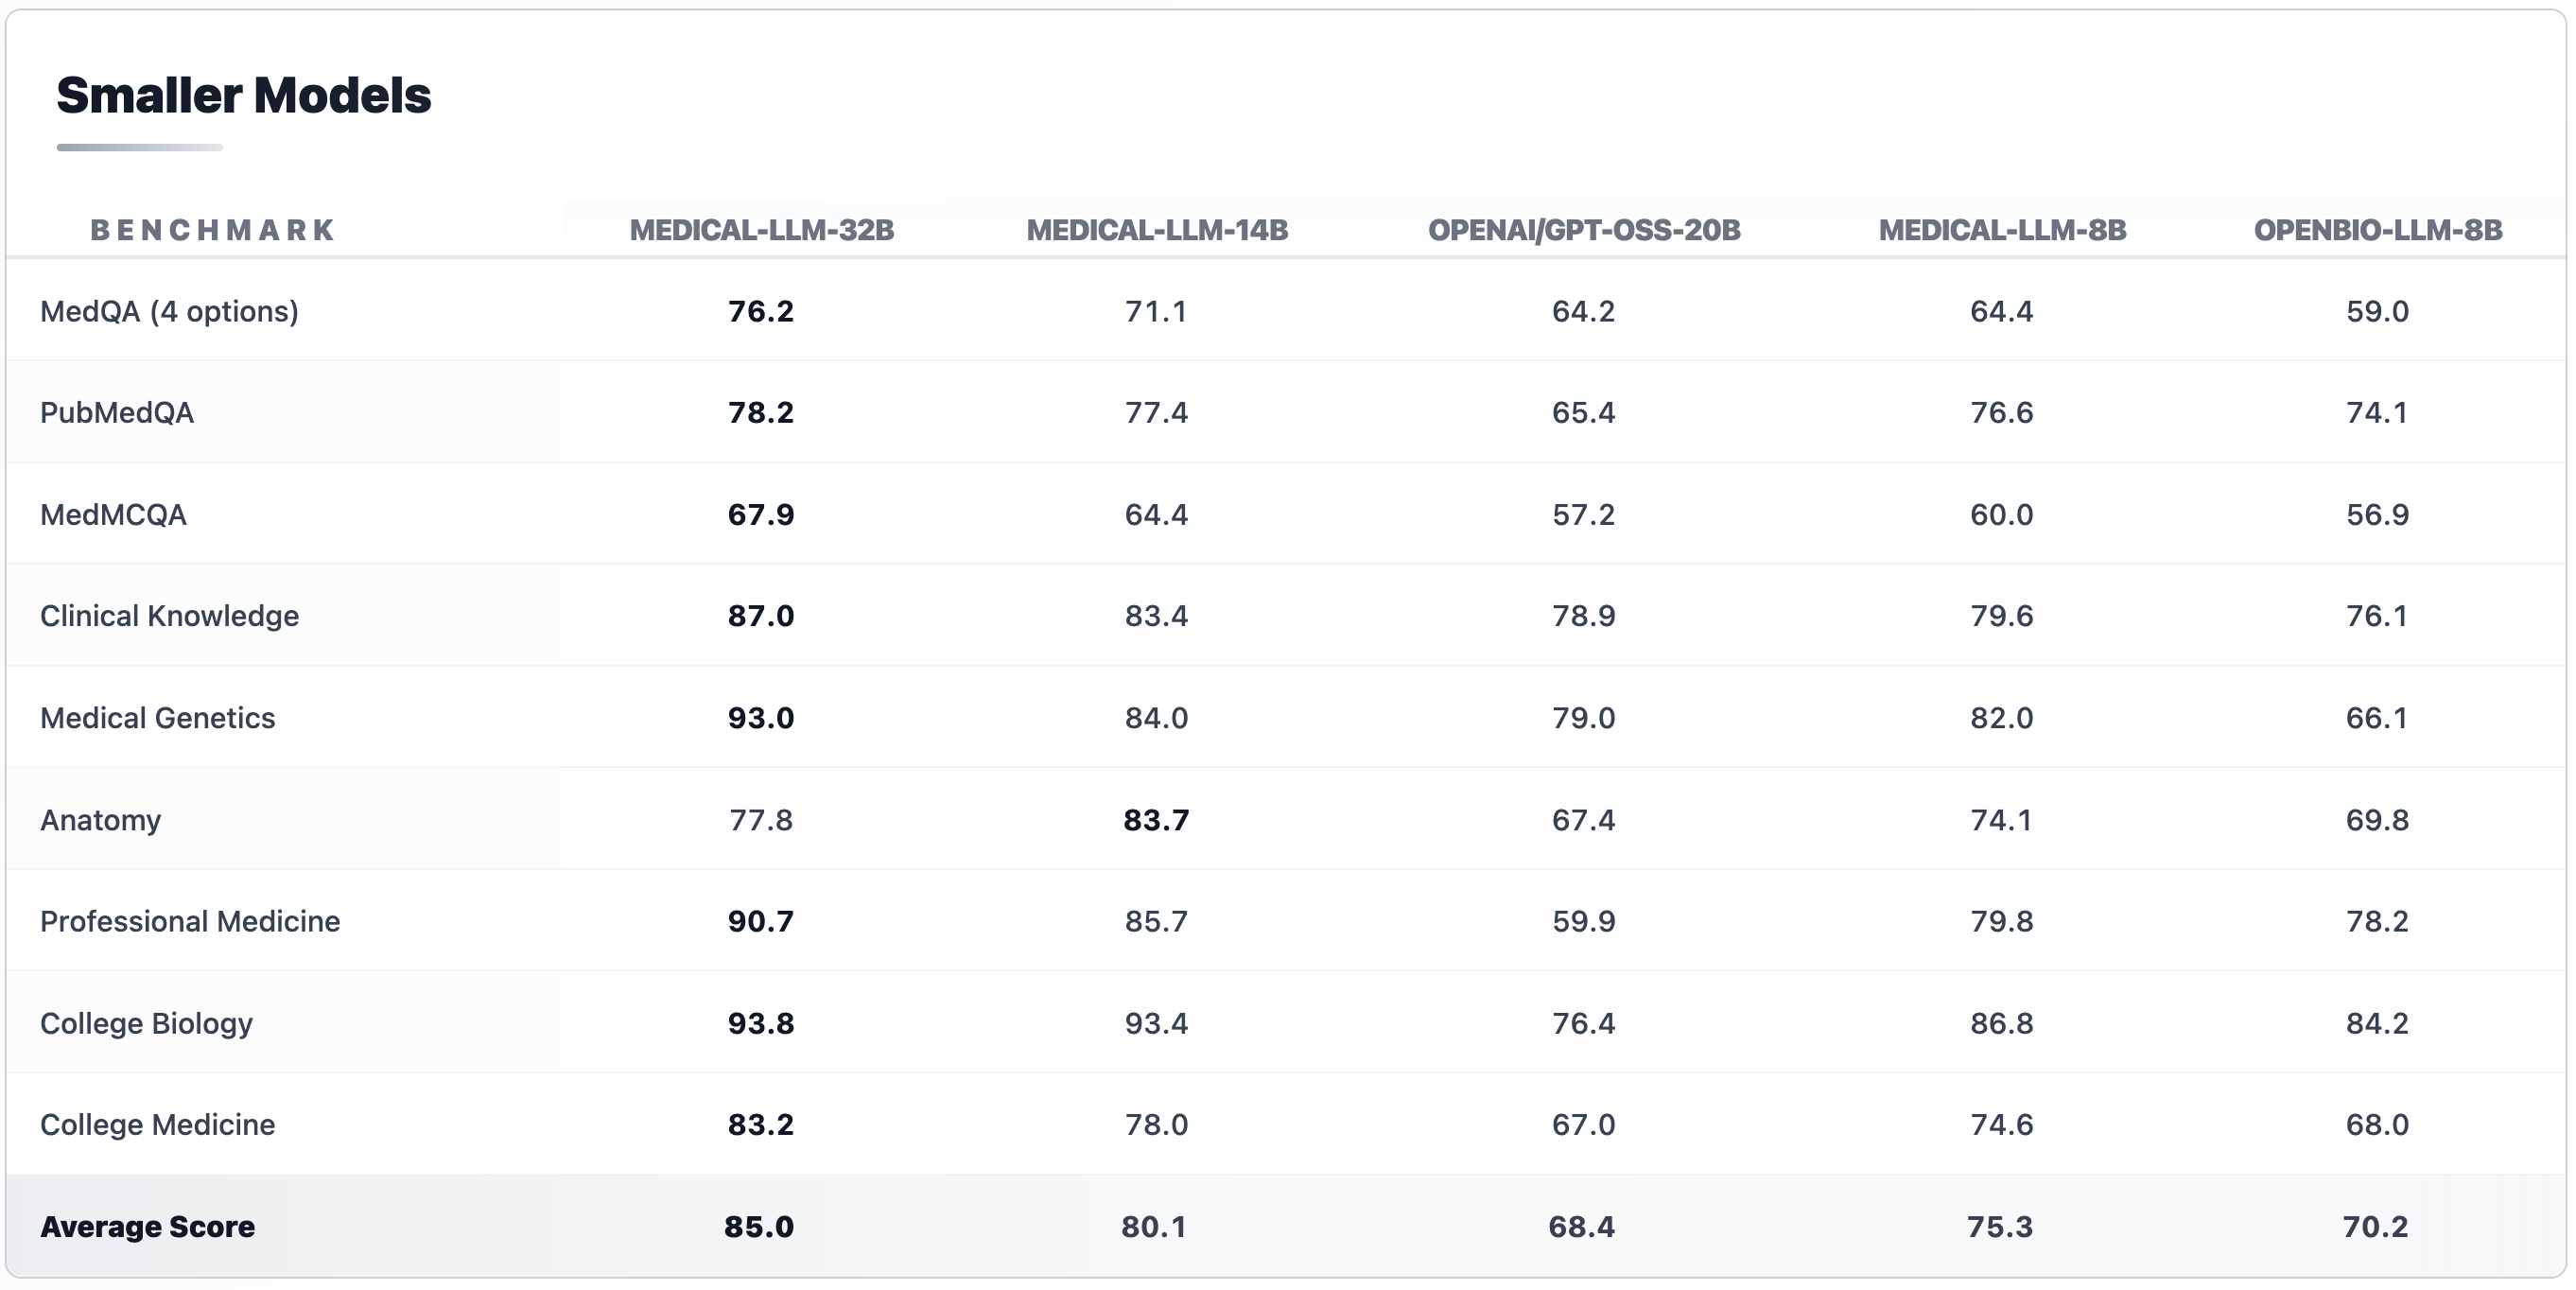 Smaller Models
BENCHMARK MEDICAL-LLM-32B MEDICAL-LLM-14B OPENAI/GPT-OSS-20B MEDICAL-LLM-8B OPENBIO-LLM-8B
MedQA (4 options) 76.2 71.1 64.2 64.4 59.0
PubMedQA 78.2 77.4 65.4 76.6 74.1
MedMCQA 67.9 64.4 57.2 60.0 56.9
Clinical Knowledge 87.0 83.4 78.9 79.6 76.1
Medical Genetics 93.0 84.0 79.0 82.0 66.1
Anatomy 77.8 83.7 67.4 74.1 69.8
Professional Medicine 90.7 85.7 59.9 79.8 78.2
College Biology 93.8 93.4 76.4 86.8 84.2
College Medicine 83.2 78.0 67.0 74.6 68.0
Average Score 85.0 80.1 68.4 75.3 70.2